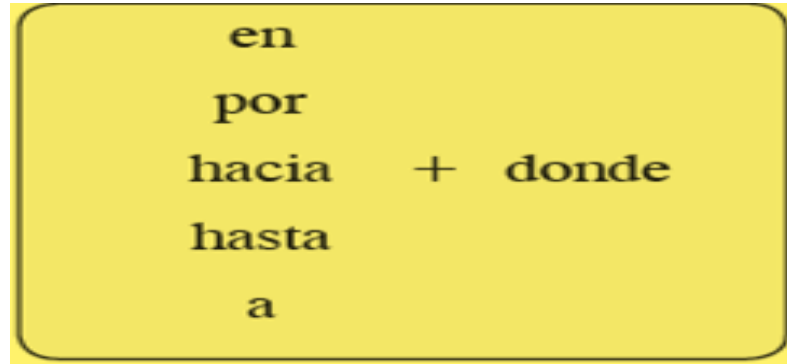 en
por
hacia + donde
hasta
a